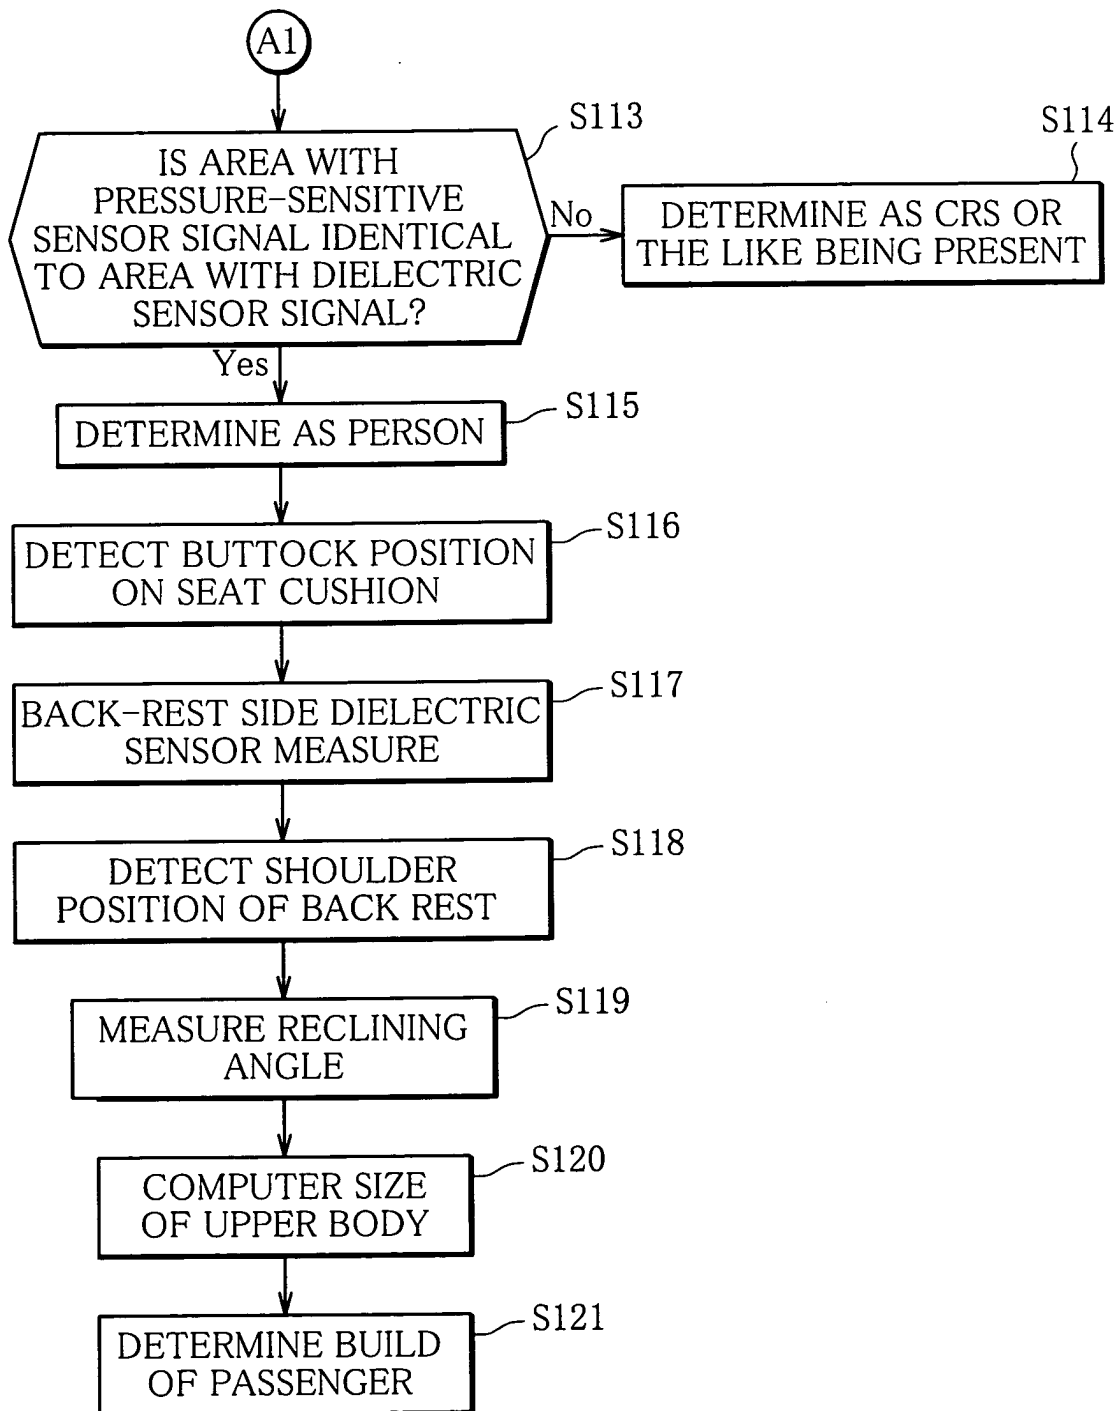 A1
S113
IS AREA WITH
PRESSURE-SENSITIVE
SENSOR SIGNAL IDENTICAL
TO AREA WITH DIELECTRIC
SENSOR SIGNAL?
No
S114
DETERMINE AS CRS OR
THE LIKE BEING PRESENT
Yes
S115
DETERMINE AS PERSON
S116
DETECT BUTTOCK POSITION
ON SEAT CUSHION
S117
BACK-REST SIDE DIELECTRIC
SENSOR MEASURE
S118
DETECT SHOULDER
POSITION OF BACK REST
S119
MEASURE RECLINING
ANGLE
S120
COMPUTER SIZE
OF UPPER BODY
S121
DETERMINE BUILD
OF PASSENGER